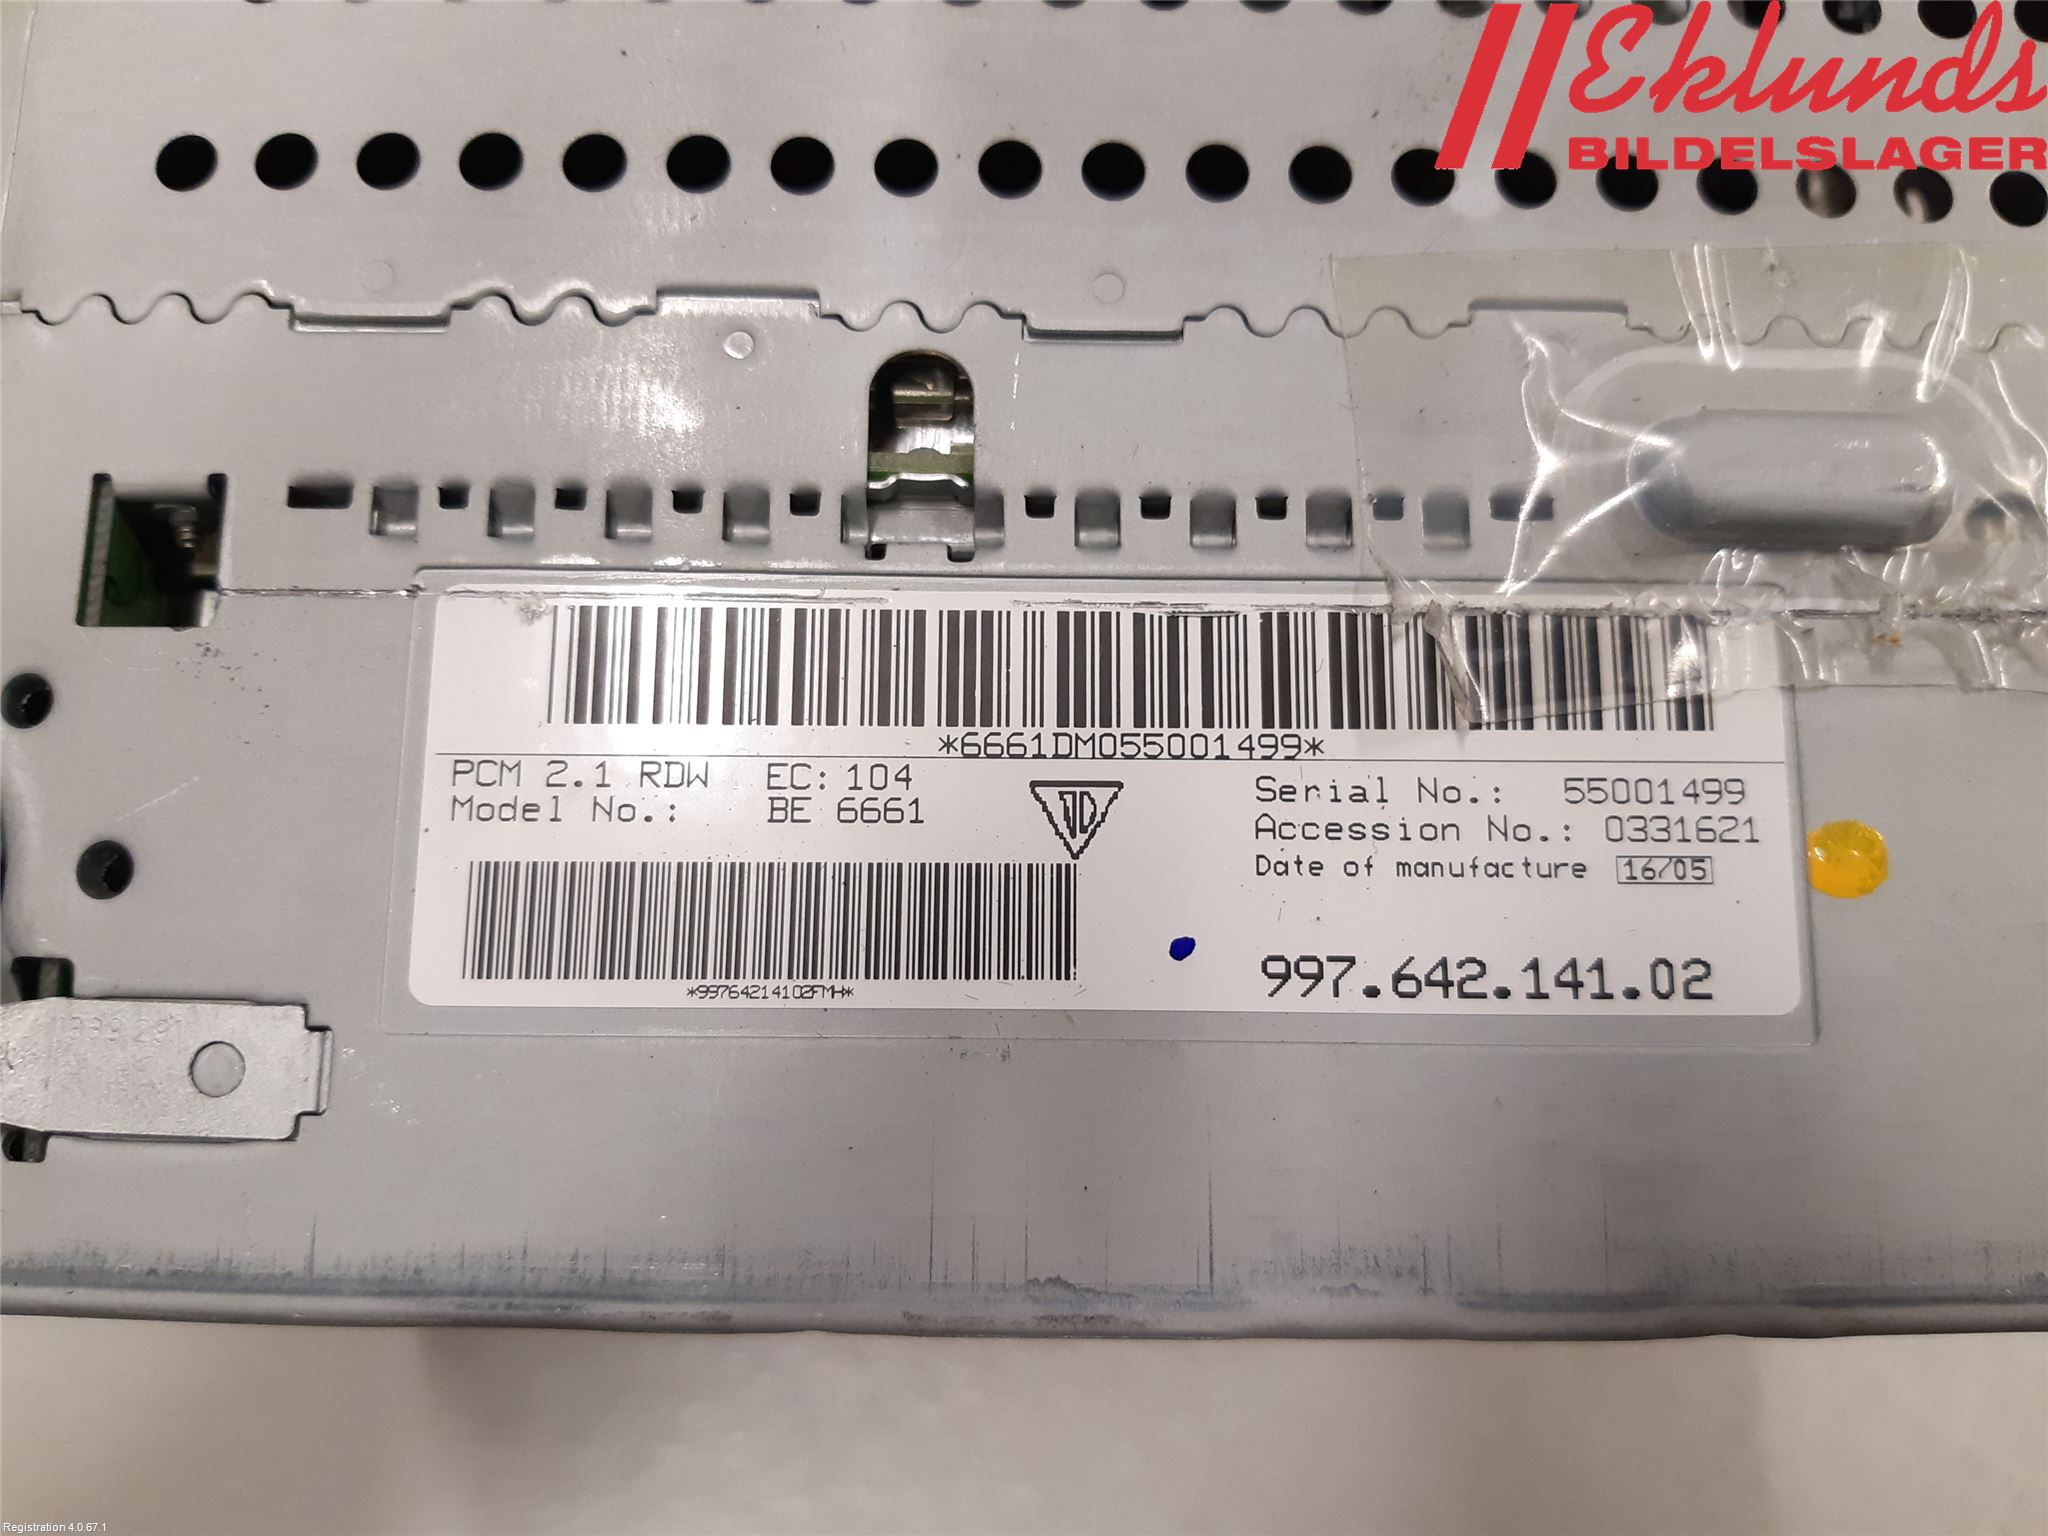 Eklunds
BILDELSLAGER
*6661DM055001499*
PCM 2.1 RDW EC: 104
Model No.: BE 6661
Serial No.: 55001499
Accession No.: 0331621
Date of manufacture 16/05
*99764214102FMH*
997.642.141.02
Registration 4.0.67.1